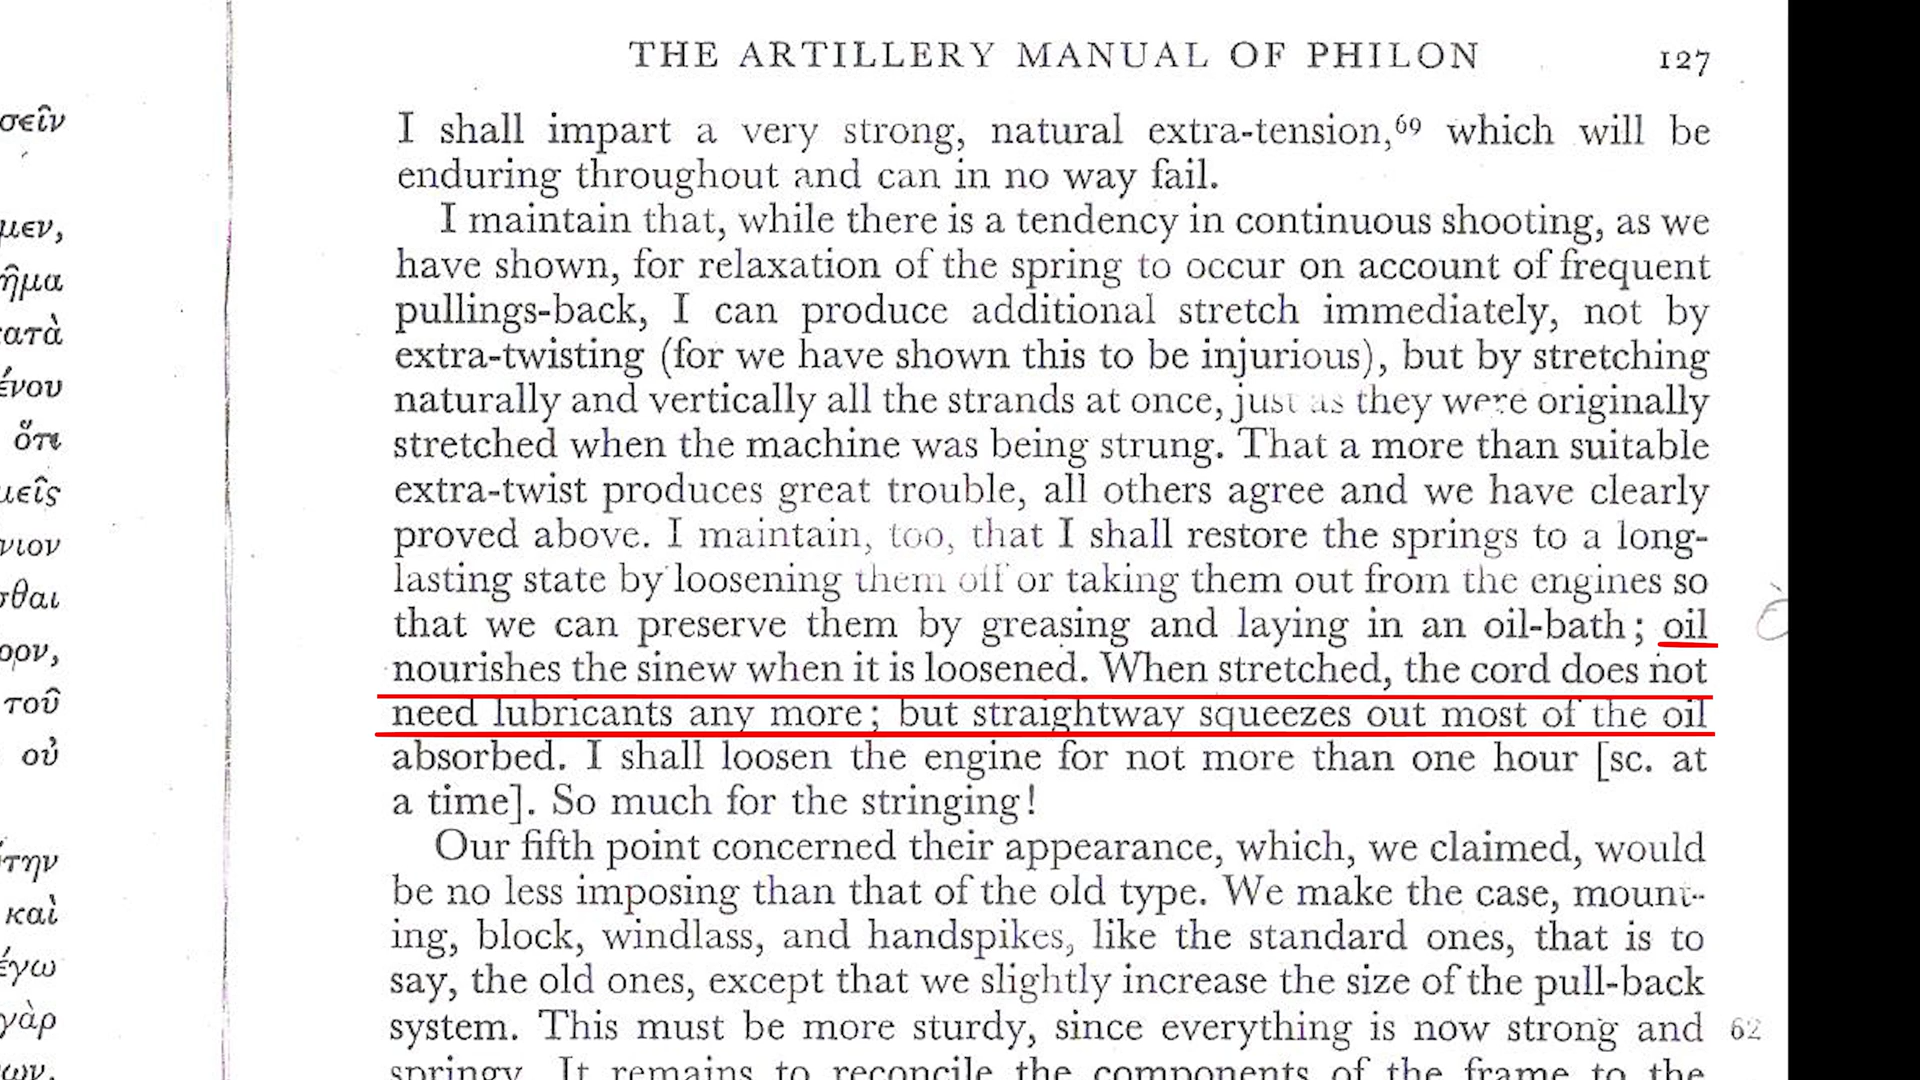 THE ARTILLERY MANUAL OF PHILON 127
σεῖν
μεν,
ῆμα
ατὰ
ένου
ὅτι
μεῖς
νιον
σθαι
ρον,
τοῦ
οὐ
την
καὶ
έγω
γὰρ
ων.
I shall impart a very strong, natural extra-tension,⁶⁹ which will be
enduring throughout and can in no way fail.
I maintain that, while there is a tendency in continuous shooting, as we
have shown, for relaxation of the spring to occur on account of frequent
pullings-back, I can produce additional stretch immediately, not by
extra-twisting (for we have shown this to be injurious), but by stretching
naturally and vertically all the strands at once, just as they were originally
stretched when the machine was being strung. That a more than suitable
extra-twist produces great trouble, all others agree and we have clearly
proved above. I maintain, too, that I shall restore the springs to a long-
lasting state by loosening them off or taking them out from the engines so
that we can preserve them by greasing and laying in an oil-bath; oil
nourishes the sinew when it is loosened. When stretched, the cord does not
need lubricants any more; but straightway squeezes out most of the oil
absorbed. I shall loosen the engine for not more than one hour [sc. at
a time]. So much for the stringing!
Our fifth point concerned their appearance, which, we claimed, would
be no less imposing than that of the old type. We make the case, mount-
ing, block, windlass, and handspikes, like the standard ones, that is to
say, the old ones, except that we slightly increase the size of the pull-back
system. This must be more sturdy, since everything is now strong and 62
springy. It remains to reconcile the components of the frame to the